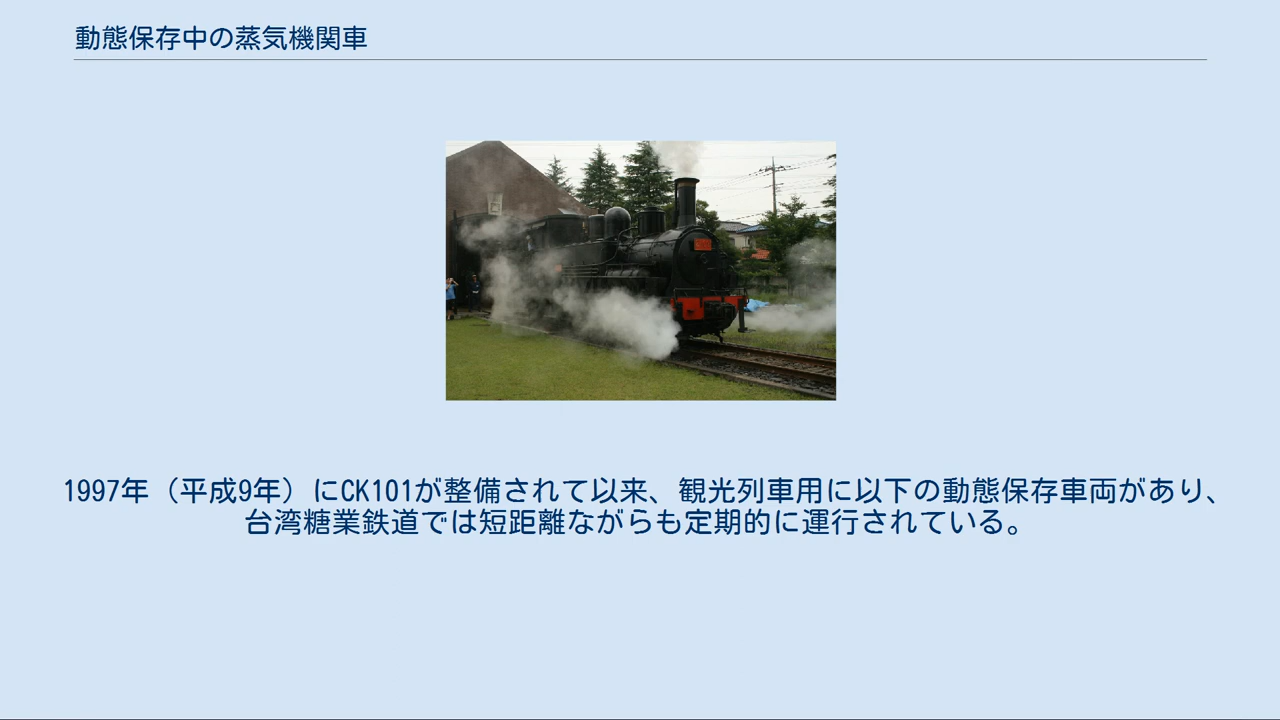 動態保存中の蒸気機関車
1997年（平成9年）にCK101が整備されて以来、観光列車用に以下の動態保存車両があり、
台湾糖業鉄道では短距離ながらも定期的に運行されている。